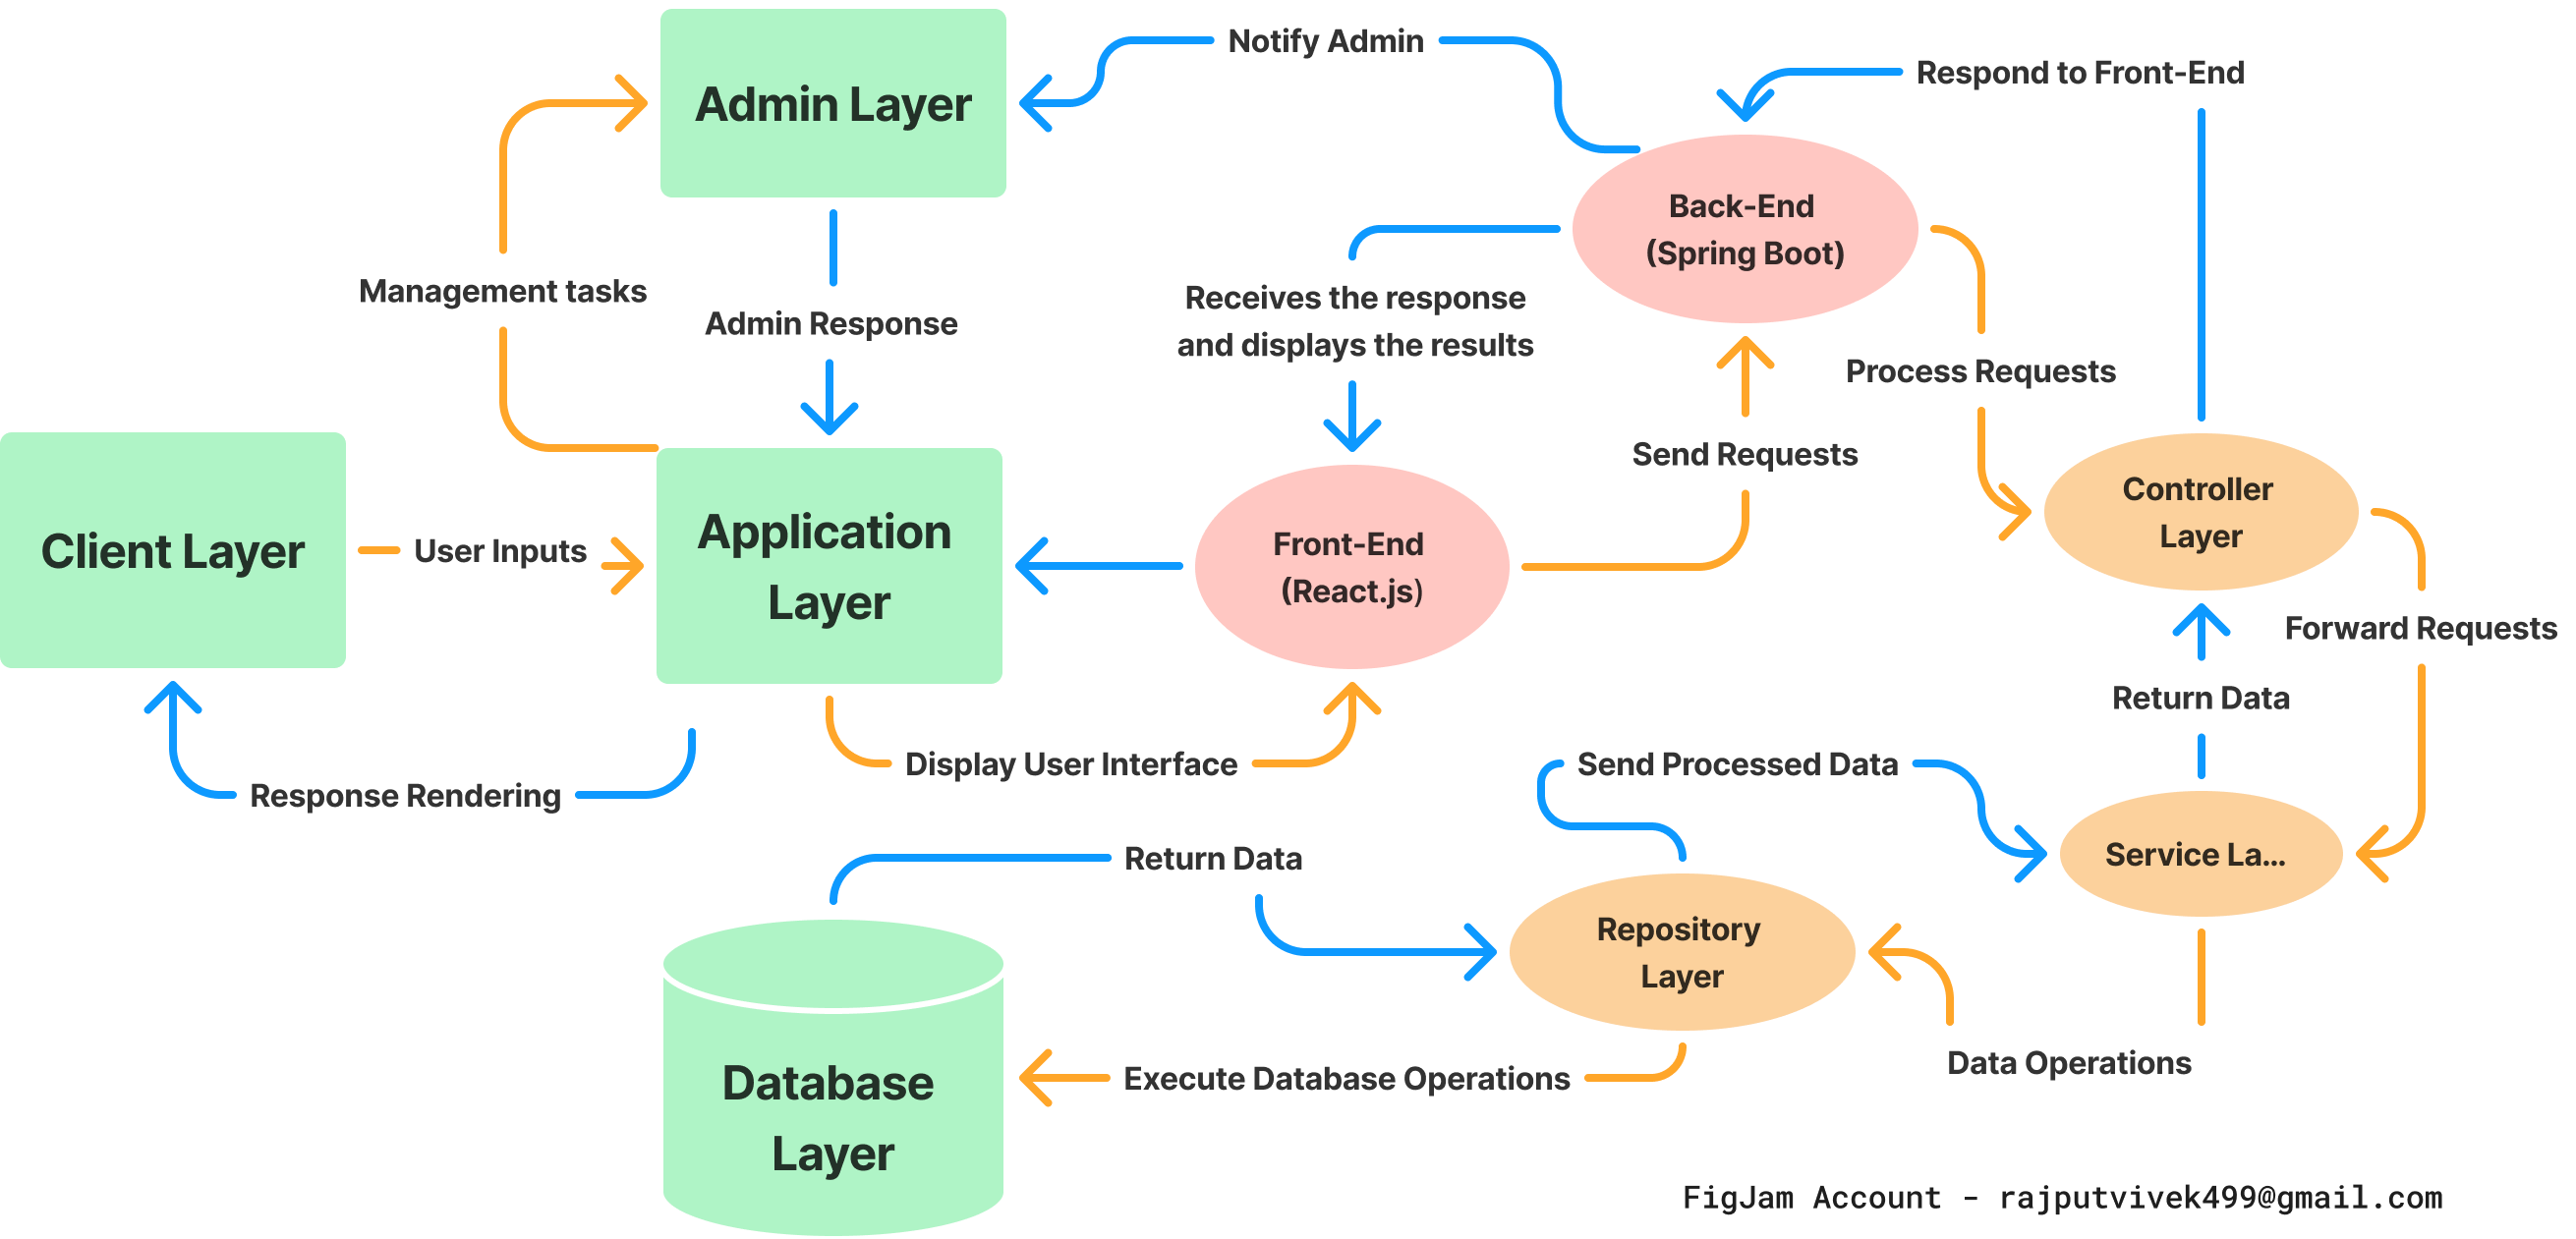 Notify Admin
Respond to Front-End
Admin Layer
Back-End
(Spring Boot)
Management tasks
Admin Response
Receives the response
and displays the results
Process Requests
Send Requests
Client Layer
User Inputs
Application
Layer
Front-End
(React.js)
Controller
Layer
Forward Requests
Return Data
Response Rendering
Display User Interface
Send Processed Data
Service La...
Return Data
Repository
Layer
Data Operations
Execute Database Operations
Database
Layer
FigJam Account - rajputvivek499@gmail.com